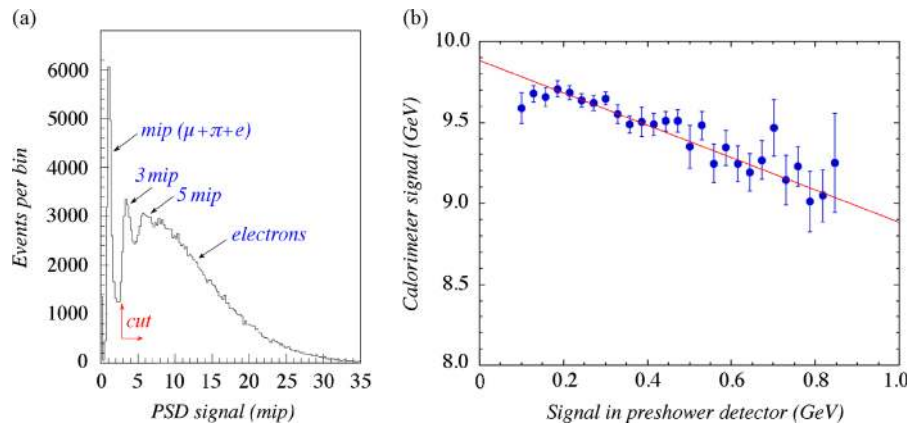 (a)
Events per bin
6000
5000
4000
3000
2000
1000
0
mip (μ+π+e)
3 mip
5 mip
electrons
cut
0 5 10 15 20 25 30 35
PSD signal (mip)
(b)
Calorimeter signal (GeV)
10.0
9.5
9.0
8.5
8.0
0 0.2 0.4 0.6 0.8 1.0
Signal in preshower detector (GeV)